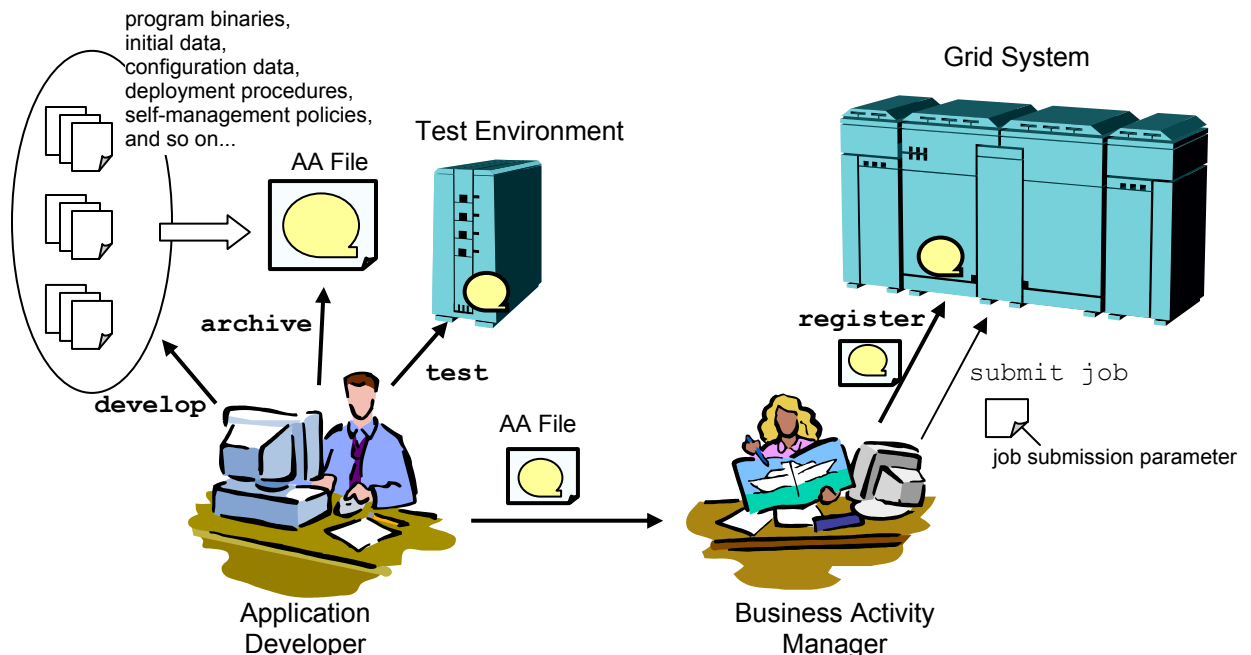 program binaries,
initial data,
configuration data,
deployment procedures,
self-management policies,
and so on...
AA File
Test Environment
Grid System
archive
develop
test
AA File
register
submit job
job submission parameter
Application
Developer
Business Activity
Manager